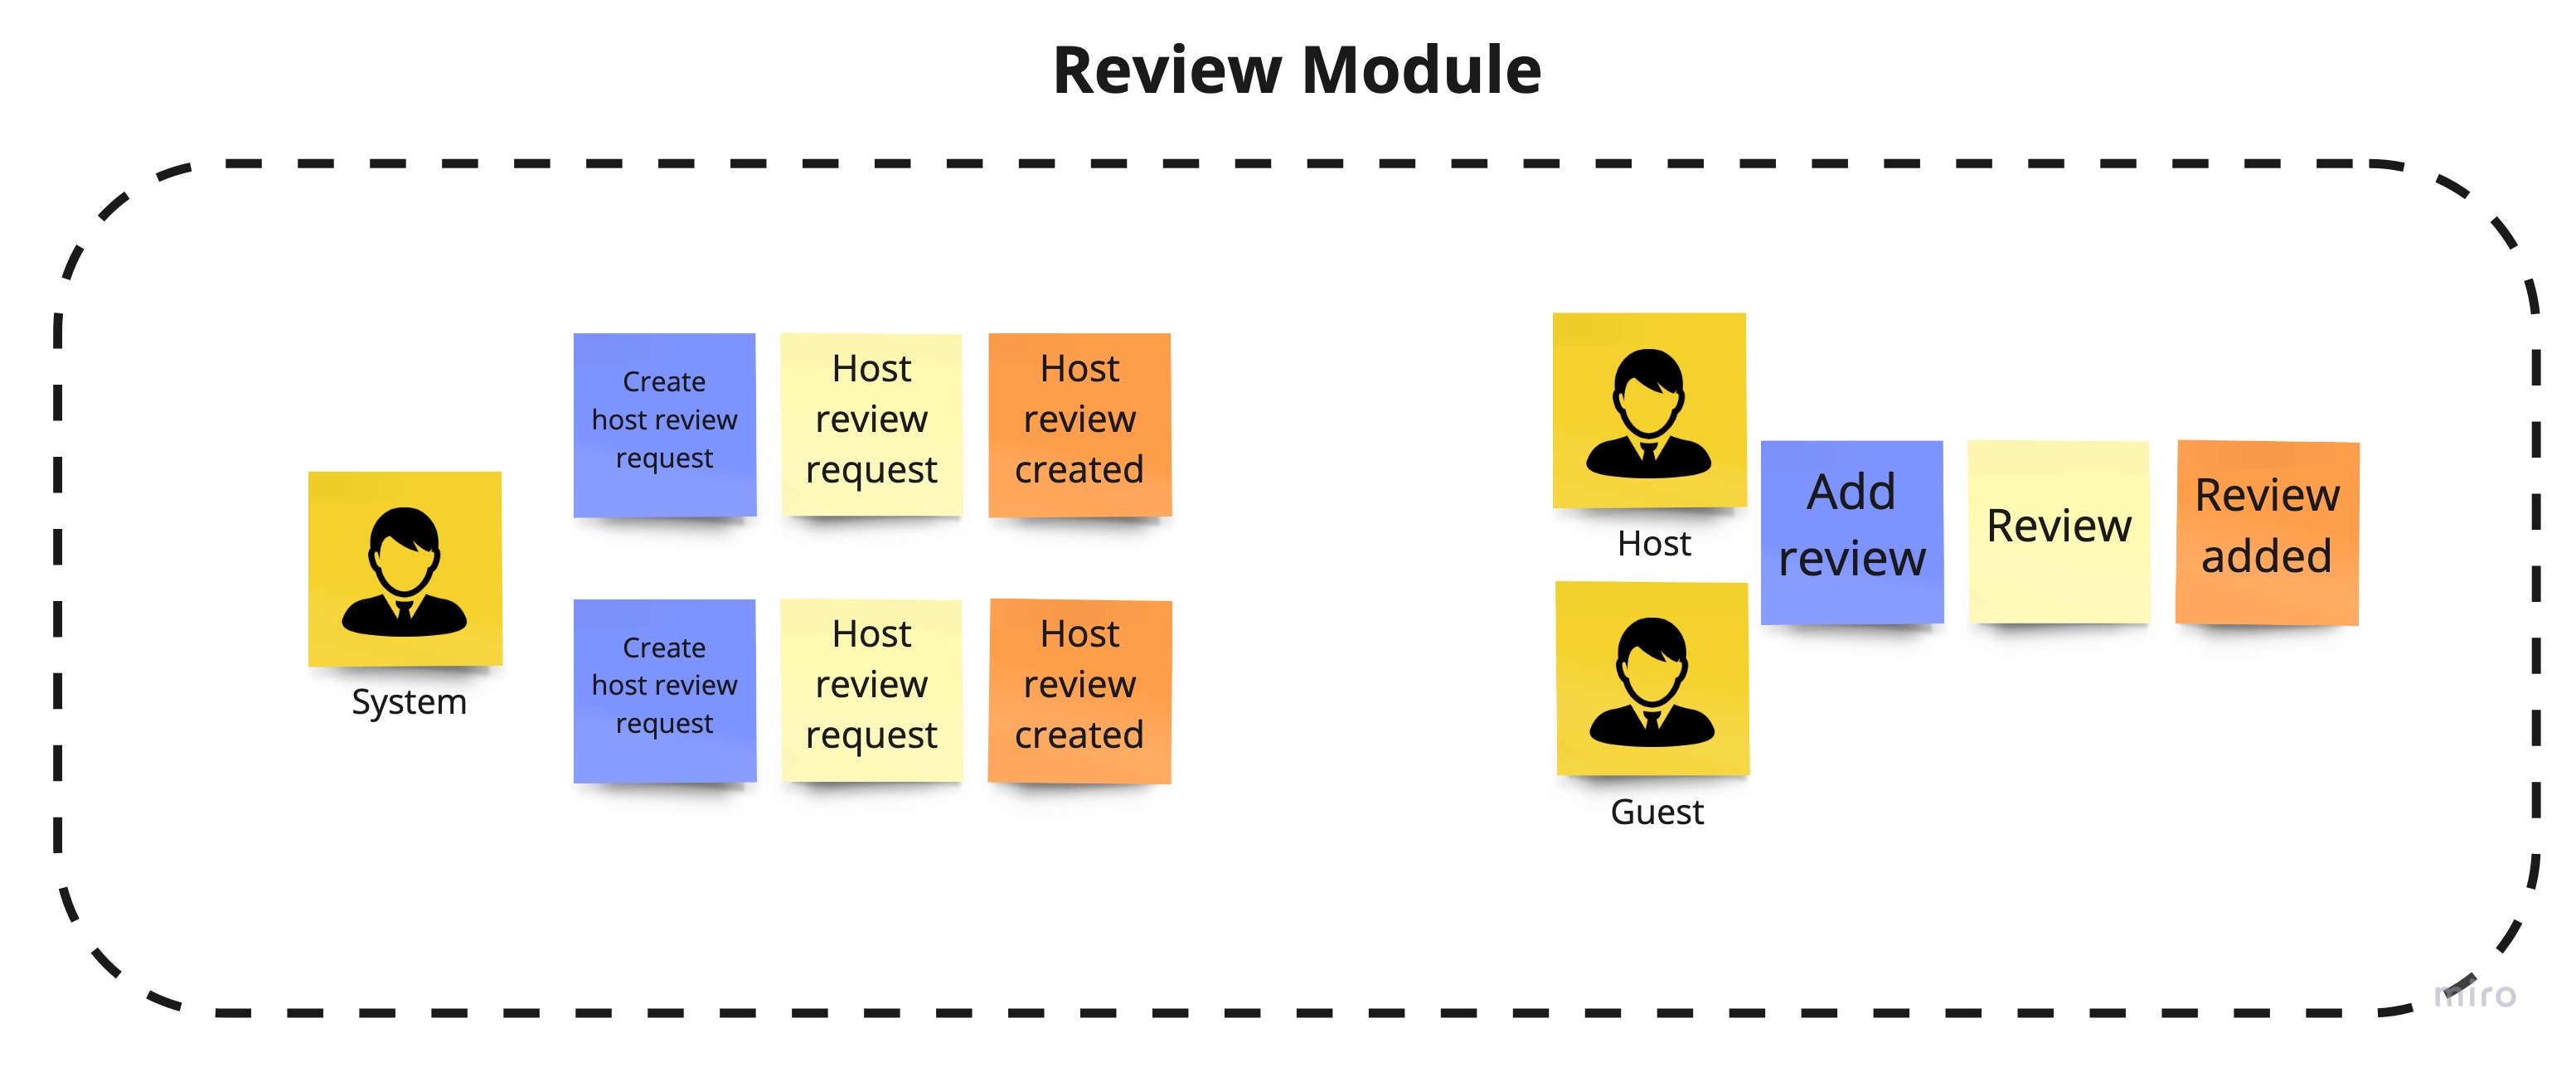 Review Module
Create
host review
request
Host
review
request
Host
review
created
System
Create
host review
request
Host
review
request
Host
review
created
Host
Guest
Add
review
Review
Review
added
miro